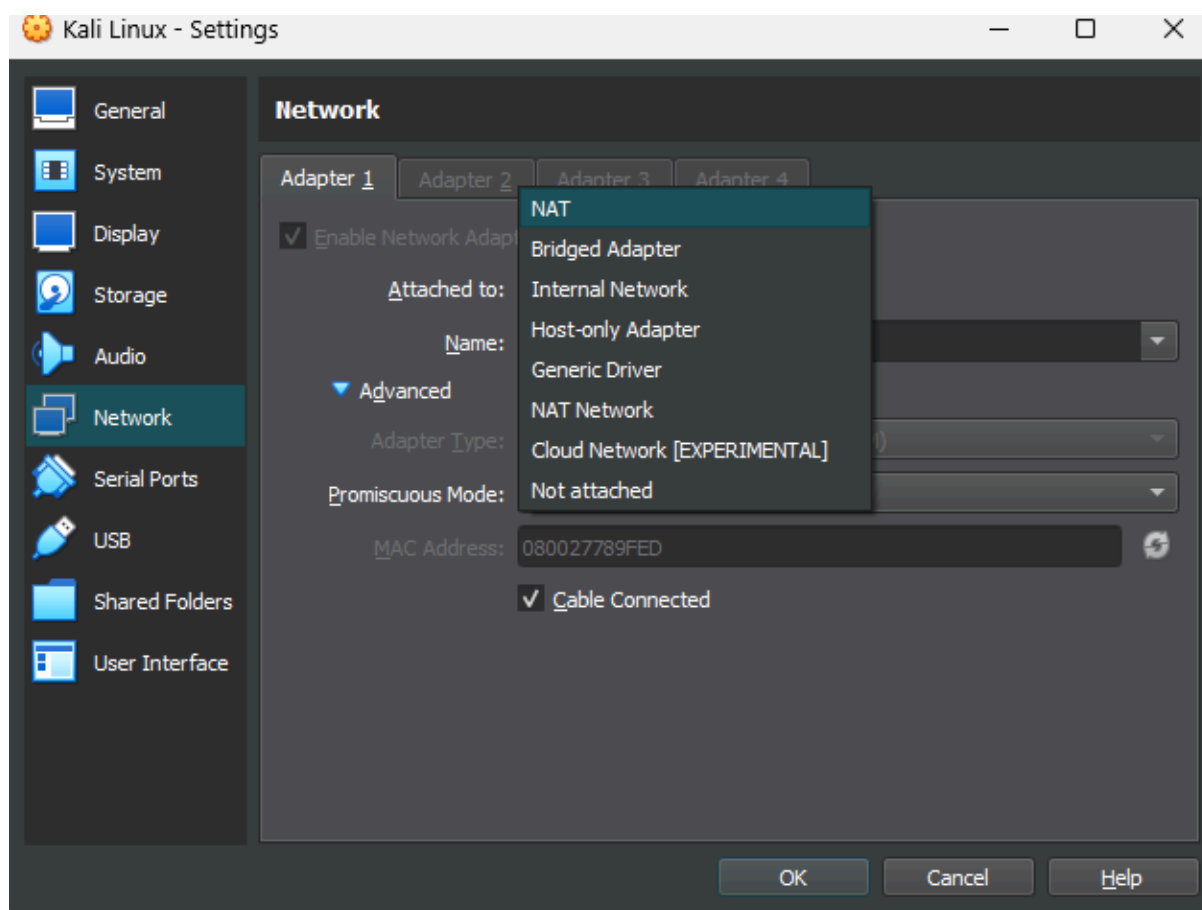 Kali Linux - Settings
General
System
Display
Storage
Audio
Network
Serial Ports
USB
Shared Folders
User Interface
Network
Adapter 1 Adapter 2 Adapter 3 Adapter 4
Enable Network Adapt
Attached to:
Name:
Advanced
Adapter Type:
Promiscuous Mode:
MAC Address: 080027789FED
Cable Connected
NAT
Bridged Adapter
Internal Network
Host-only Adapter
Generic Driver
NAT Network
Cloud Network [EXPERIMENTAL]
Not attached
OK Cancel Help